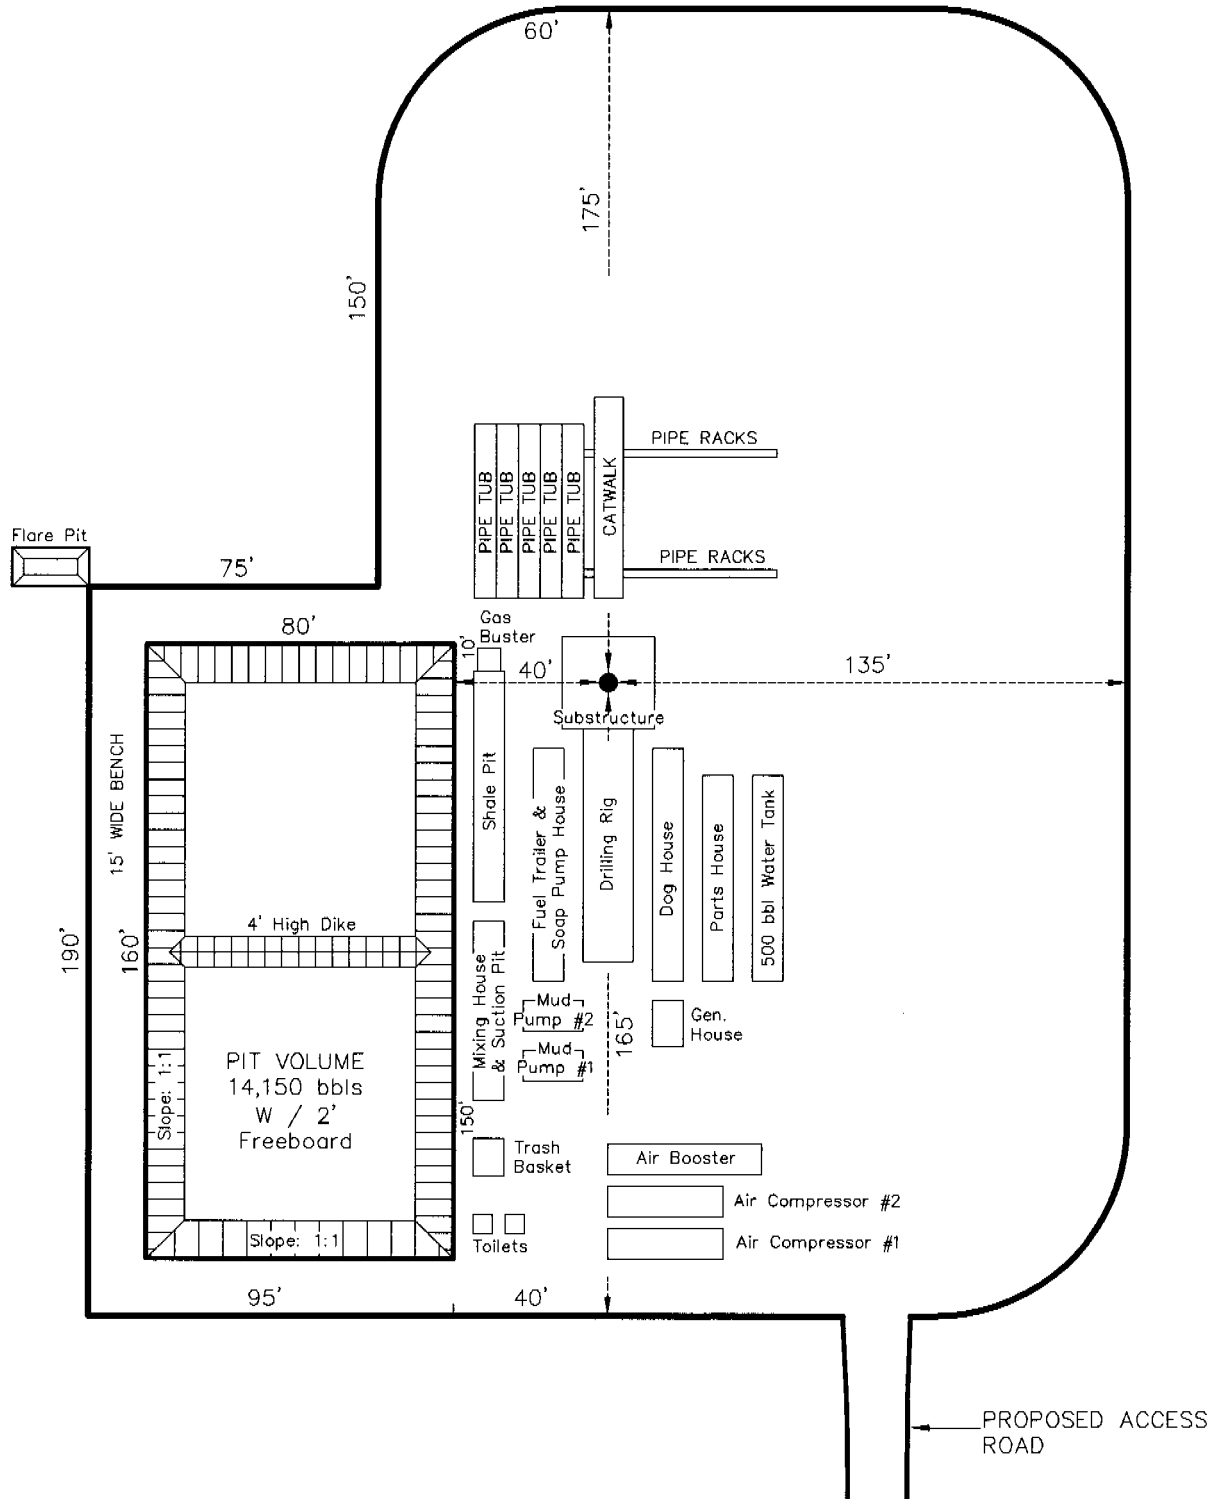 60'
175'
150'
PIPE RACKS
PIPE TUB
PIPE TUB
PIPE TUB
PIPE TUB
PIPE TUB
CATWALK
PIPE RACKS
Flare Pit
75'
80'
Gas
Buster
10'
40'
135'
Substructure
15' WIDE BENCH
Shale Pit
Fuel Trailer &
Soap Pump House
Drilling Rig
Dog House
Parts House
500 bbl Water Tank
4' High Dike
190'
160'
Mixing House
& Suction Pit
Mud
Pump #2
165'
Gen.
House
Mud
Pump #1
PIT VOLUME
14,150 bbls
W / 2'
Freeboard
Slope: 1:1
150'
Trash
Basket
Air Booster
Air Compressor #2
Toilets
Slope: 1:1
Air Compressor #1
95'
40'
PROPOSED ACCESS
ROAD